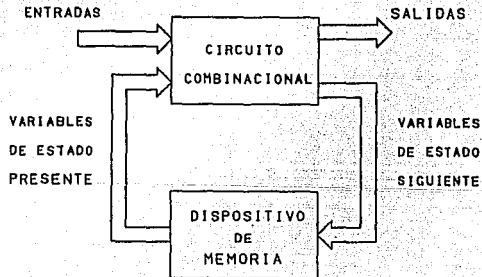 ENTRADAS
SALIDAS
CIRCUITO
COMBINACIONAL
VARIABLES
DE ESTADO
PRESENTE
VARIABLES
DE ESTADO
SIGUIENTE
DISPOSITIVO
DE
MEMORIA